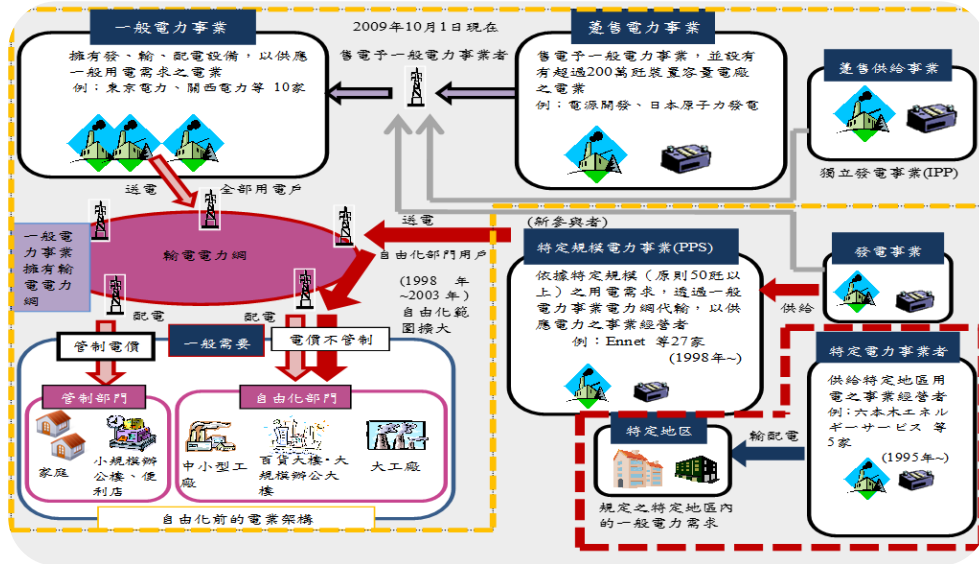 一般電力事業
擁有發、輸、配電設備，以供應
一般用電需求之電業
例：東京電力、關西電力等 10家
2009年10月1日現在
售電予一般電力事業者
躉售電力事業
售電予一般電力事業，並設有
有超過200萬瓩裝置容量電廠
之電業
例：電源開發、日本原子力發電
躉售供給事業
獨立發電事業(IPP)
送電
全部用電戶
一般電
力事業
擁有輸
電電力
網
輸電電力網
送電
自由化部門用戶
(1998 年
~2003 年)
自由化範
圍擴大
配電
配電
(新參與者)
特定規模電力事業(PPS)
依據特定規模（原則50瓩以
上）之用電需求，透過一般
電力事業電力網代輸，以供
應電力之事業經營者
例：Ennet 等27家
(1998年~)
發電事業
供給
管制電價
一般需要
電價不管制
管制部門
家庭
小規模辦
公樓、便
利店
自由化部門
中小型工
廠
百貨大樓·大
規模辦公大
樓
大工廠
自由化前的電業架構
特定地区
規定之特定地區內
的一般電力需求
輸配電
特定電力事業者
供給特定地區用
電之事業經營者
例:六本木エネル
ギーサービス 等
5家
(1995年~)